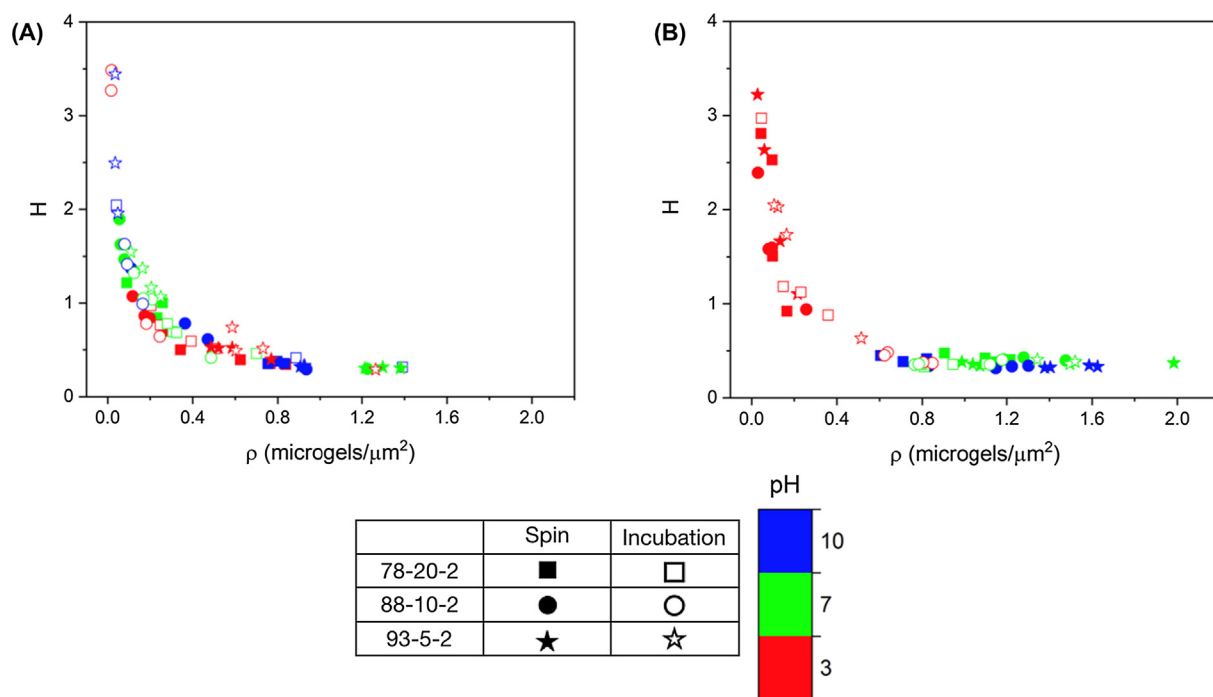 (A)
4
3
2
1
0
H
0.0 0.4 0.8 1.2 1.6 2.0
ρ (microgels/μm²)
(B)
4
3
2
1
0
H
0.0 0.4 0.8 1.2 1.6 2.0
ρ (microgels/μm²)
Spin Incubation
78-20-2
88-10-2
93-5-2
pH
10
7
3